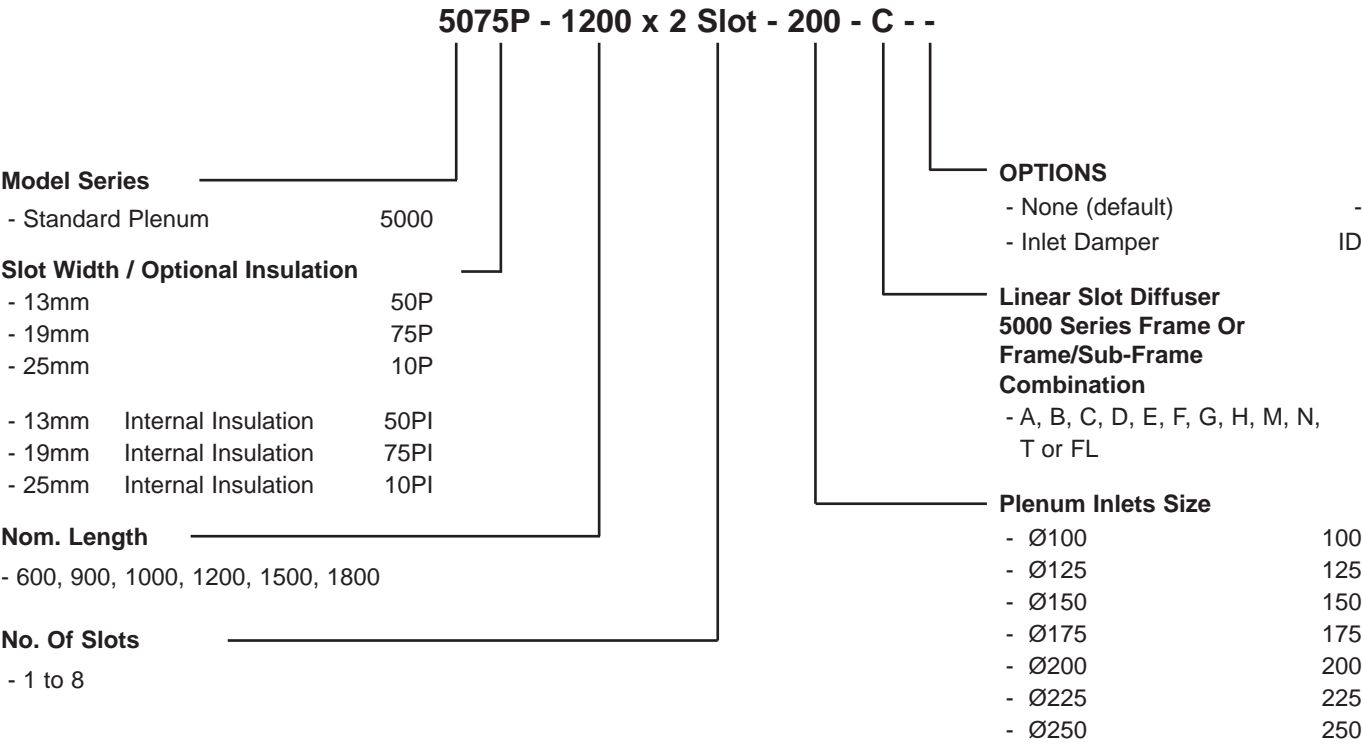 5075P - 1200 x 2 Slot - 200 - C - -
Model Series
- Standard Plenum 5000
Slot Width / Optional Insulation
- 13mm 50P
- 19mm 75P
- 25mm 10P
- 13mm Internal Insulation 50PI
- 19mm Internal Insulation 75PI
- 25mm Internal Insulation 10PI
Nom. Length
- 600, 900, 1000, 1200, 1500, 1800
No. Of Slots
- 1 to 8
OPTIONS
- None (default) -
- Inlet Damper ID
Linear Slot Diffuser
5000 Series Frame Or
Frame/Sub-Frame
Combination
- A, B, C, D, E, F, G, H, M, N,
T or FL
Plenum Inlets Size
- Ø100 100
- Ø125 125
- Ø150 150
- Ø175 175
- Ø200 200
- Ø225 225
- Ø250 250